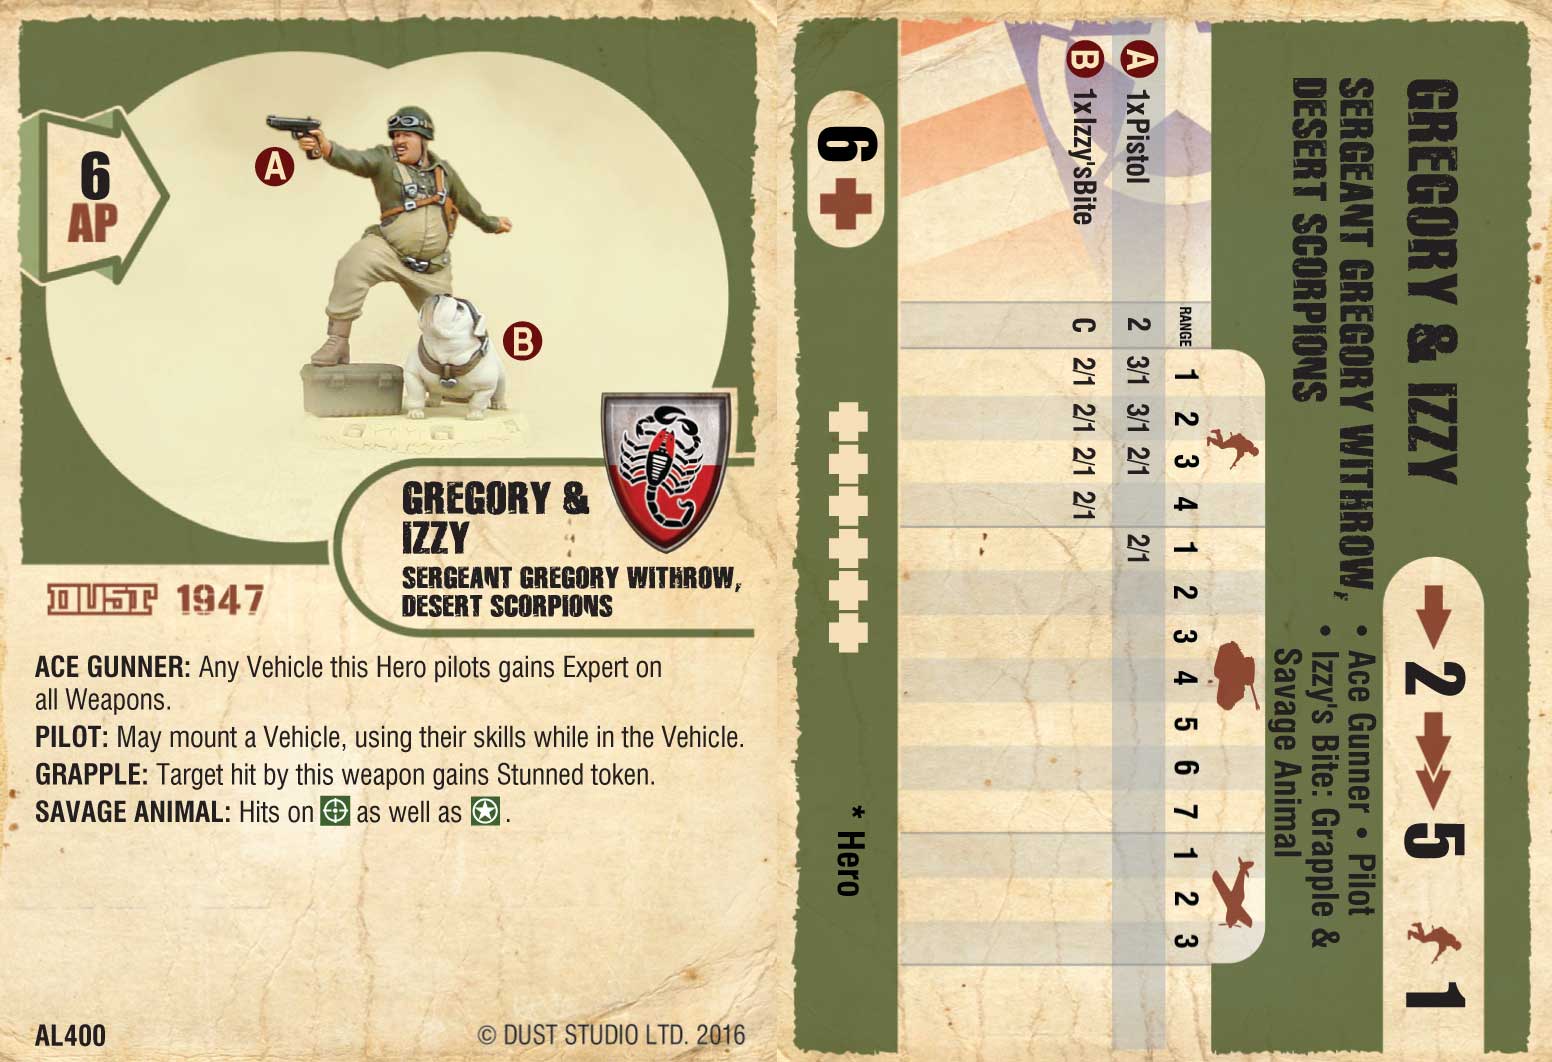 6
AP
A
B
GREGORY &
IZZY
SERGEANT GREGORY WITHROW,
DESERT SCORPIONS
DUST 1947
ACE GUNNER: Any Vehicle this Hero pilots gains Expert on
all Weapons.
PILOT: May mount a Vehicle, using their skills while in the Vehicle.
GRAPPLE: Target hit by this weapon gains Stunned token.
SAVAGE ANIMAL: Hits on as well as .
AL400
© DUST STUDIO LTD. 2016
GREGORY & IZZY
2 5 1
SERGEANT GREGORY WITHROW,
DESERT SCORPIONS
• Ace Gunner • Pilot
• Izzy's Bite: Grapple &
Savage Animal
RANGE 1 2 3 4 1 2 3 4 5 6 7 1 2 3
A 1xPistol 2 3/1 3/1 2/1 2/1
B 1xIzzy'sBite C 2/1 2/1 2/1 2/1
6
* Hero